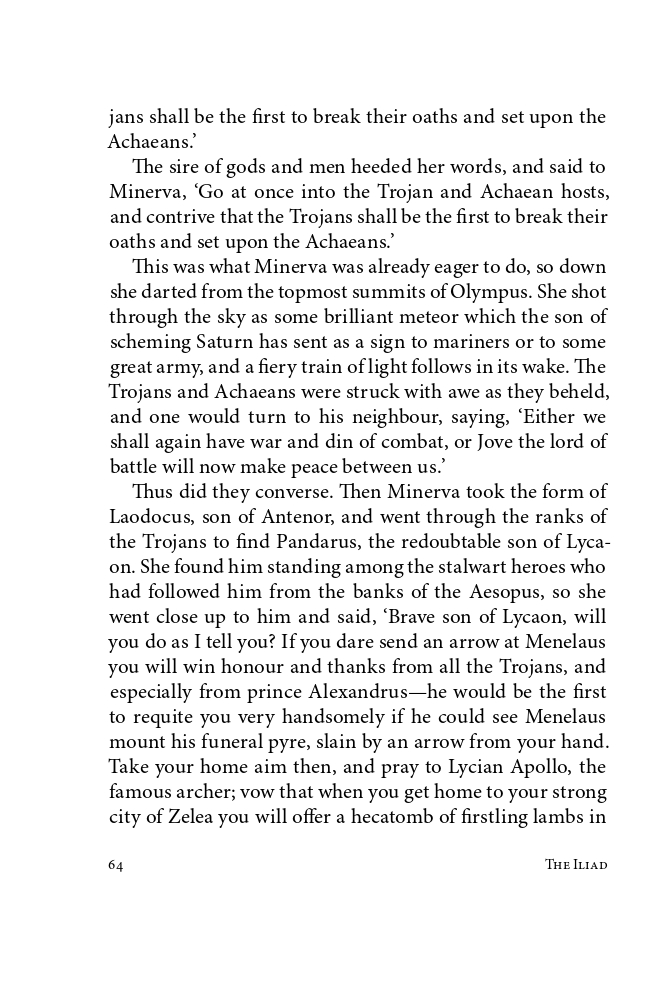 jans shall be the first to break their oaths and set upon the
Achaeans.’
The sire of gods and men heeded her words, and said to
Minerva, ‘Go at once into the Trojan and Achaean hosts,
and contrive that the Trojans shall be the first to break their
oaths and set upon the Achaeans.’
This was what Minerva was already eager to do, so down
she darted from the topmost summits of Olympus. She shot
through the sky as some brilliant meteor which the son of
scheming Saturn has sent as a sign to mariners or to some
great army, and a fiery train of light follows in its wake. The
Trojans and Achaeans were struck with awe as they beheld,
and one would turn to his neighbour, saying, ‘Either we
shall again have war and din of combat, or Jove the lord of
battle will now make peace between us.’
Thus did they converse. Then Minerva took the form of
Laodocus, son of Antenor, and went through the ranks of
the Trojans to find Pandarus, the redoubtable son of Lyca-
on. She found him standing among the stalwart heroes who
had followed him from the banks of the Aesopus, so she
went close up to him and said, ‘Brave son of Lycaon, will
you do as I tell you? If you dare send an arrow at Menelaus
you will win honour and thanks from all the Trojans, and
especially from prince Alexandrus—he would be the first
to requite you very handsomely if he could see Menelaus
mount his funeral pyre, slain by an arrow from your hand.
Take your home aim then, and pray to Lycian Apollo, the
famous archer; vow that when you get home to your strong
city of Zelea you will offer a hecatomb of firstling lambs in
64 The Iliad